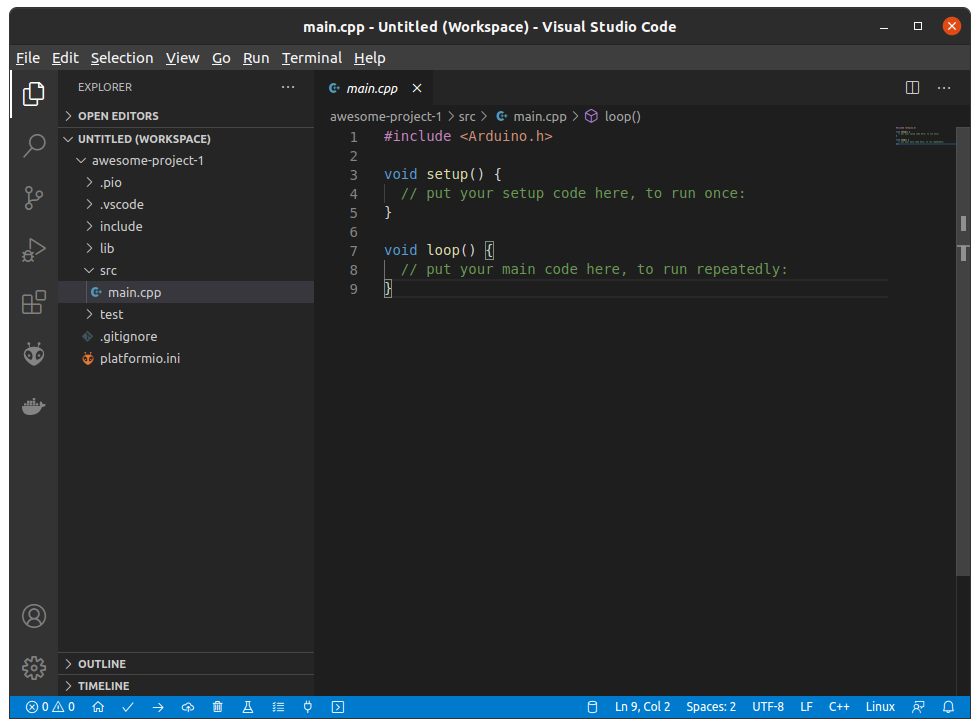 main.cpp - Untitled (Workspace) - Visual Studio Code
File Edit Selection View Go Run Terminal Help
EXPLORER
OPEN EDITORS
UNTITLED (WORKSPACE)
awesome-project-1
.pio
.vscode
include
lib
src
main.cpp
test
.gitignore
platformio.ini
OUTLINE
TIMELINE
main.cpp
awesome-project-1 > src > main.cpp > loop()
1 #include <Arduino.h>
2
3 void setup() {
4 // put your setup code here, to run once:
5 }
6
7 void loop() {
8 // put your main code here, to run repeatedly:
9 }
0 0 Ln 9, Col 2 Spaces: 2 UTF-8 LF C++ Linux